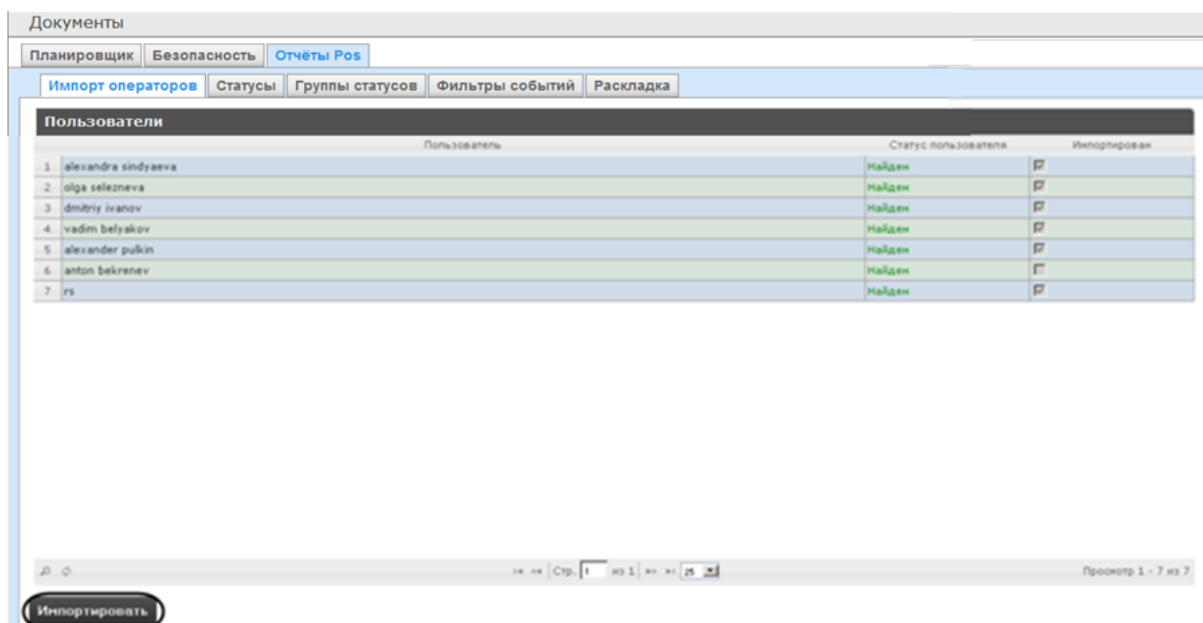 Документы
Планировщик Безопасность Отчёты Pos
Импорт операторов Статусы Группы статусов Фильтры событий Раскладка
Пользователи
Пользователь Статус пользователя Импортирован
1 alexandra sindyaeva Найден
2 olga selezneva Найден
3 dmitriy ivanov Найден
4 vadim belyakov Найден
5 alexander pulkin Найден
6 anton bekrenev Найден
7 rs Найден
Стр. 1 из 1 25 Просмотр 1 - 7 из 7
Импортировать